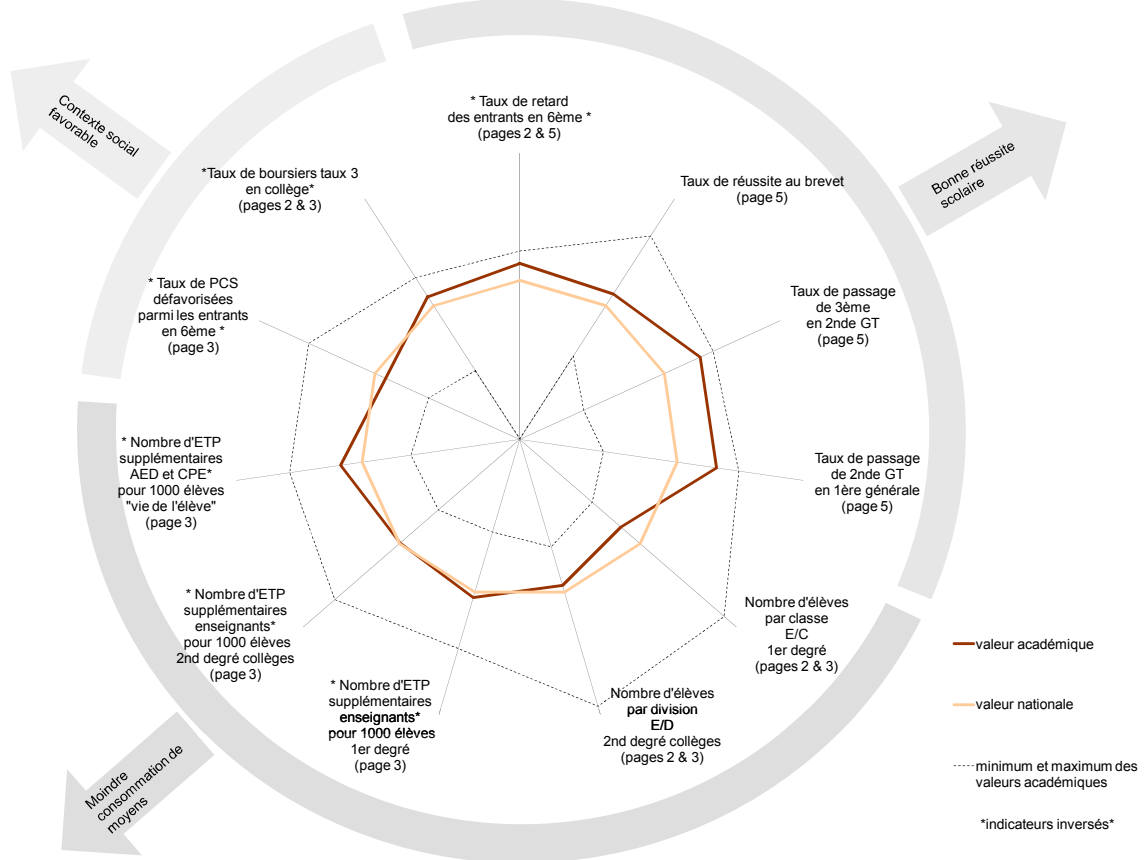 * Taux de retard
des entrants en 6ème *
(pages 2 & 5)
Contexte social
favorable
Bonne réussite
scolaire
*Taux de boursiers taux 3
en collège*
(pages 2 & 3)
Taux de réussite au brevet
(page 5)
* Taux de PCS
défavorisées
parmi les entrants
en 6ème *
(page 3)
Taux de passage
de 3ème
en 2nde GT
(page 5)
* Nombre d'ETP
supplémentaires
AED et CPE*
pour 1000 élèves
"vie de l'élève"
(page 3)
Taux de passage
de 2nde GT
en 1ère générale
(page 5)
* Nombre d'ETP
supplémentaires
enseignants*
pour 1000 élèves
2nd degré collèges
(page 3)
Nombre d'élèves
par classe
E/C
1er degré
(pages 2 & 3)
* Nombre d'ETP
supplémentaires
enseignants*
pour 1000 élèves
1er degré
(page 3)
Nombre d'élèves
par division
E/D
2nd degré collèges
(pages 2 & 3)
Moindre
consommation de
moyens
valeur académique
valeur nationale
minimum et maximum des
valeurs académiques
*indicateurs inversés*